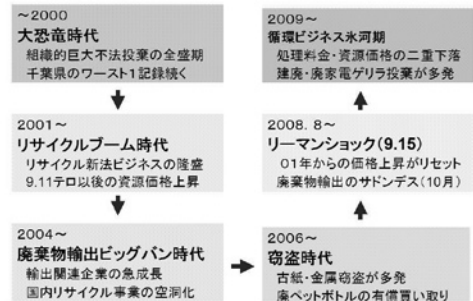 ～2000
大恐竜時代
組織的巨大不法投棄の全盛期
千葉県のワースト1記録続く
2001～
リサイクルブーム時代
リサイクル新法ビジネスの隆盛
9.11テロ以後の資源価格上昇
2004～
廃棄物輸出ビッグバン時代
輸出関連企業の急成長
国内リサイクル事業の空洞化
2006～
窃盗時代
古紙・金属窃盗が多発
廃ペットボトルの有償買い取り
2008. 8～
リーマンショック(9.15)
01年からの価格上昇がリセット
廃棄物輸出のサドンデス(10月)
2009～
循環ビジネス氷河期
処理料金・資源価格の二重下落
建廃・廃家電ゲリラ投棄が多発